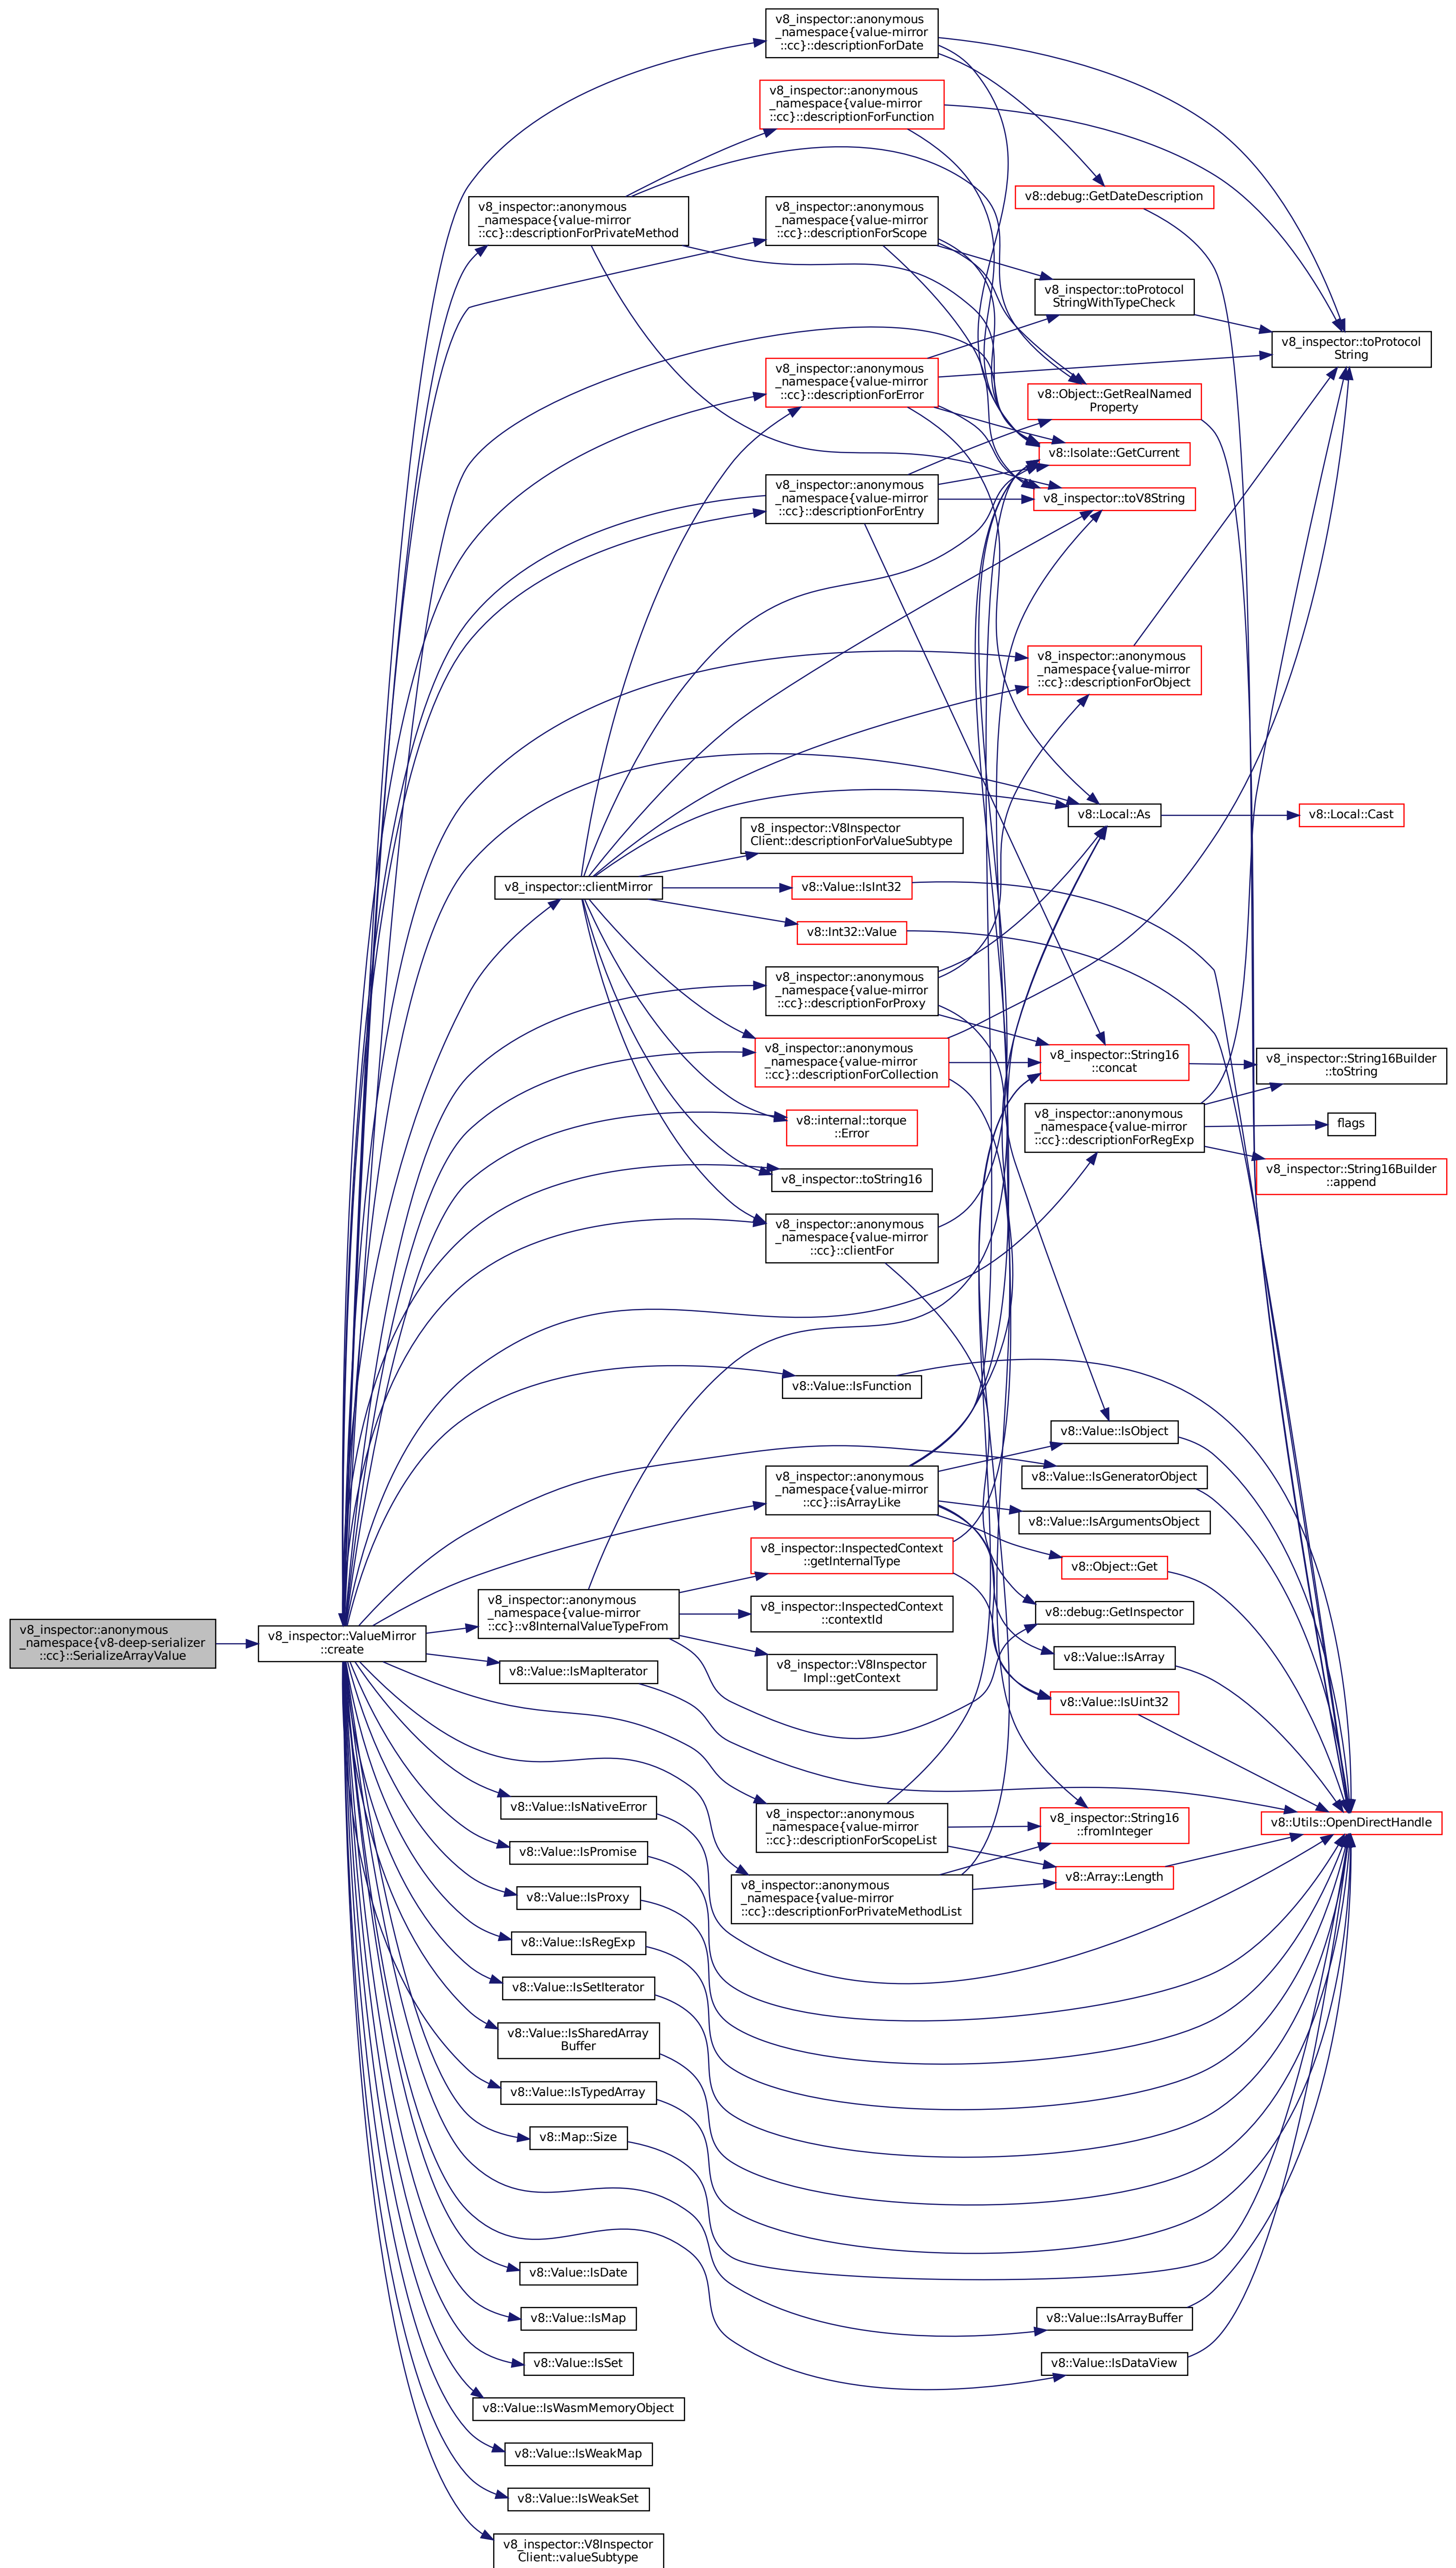 v8_inspector::anonymous
_namespace{value-mirror
::cc}::descriptionForDate
v8_inspector::anonymous
_namespace{value-mirror
::cc}::descriptionForFunction
v8::debug::GetDateDescription
v8_inspector::anonymous
_namespace{value-mirror
::cc}::descriptionForPrivateMethod
v8_inspector::anonymous
_namespace{value-mirror
::cc}::descriptionForScope
v8_inspector::toProtocol
StringWithTypeCheck
v8_inspector::toProtocol
String
v8_inspector::anonymous
_namespace{value-mirror
::cc}::descriptionForError
v8::Object::GetRealNamed
Property
v8::Isolate::GetCurrent
v8_inspector::anonymous
_namespace{value-mirror
::cc}::descriptionForEntry
v8_inspector::toV8String
v8_inspector::anonymous
_namespace{value-mirror
::cc}::descriptionForObject
v8::Local::As
v8::Local::Cast
v8_inspector::V8Inspector
Client::descriptionForValueSubtype
v8_inspector::clientMirror
v8::Value::IsInt32
v8::Int32::Value
v8_inspector::anonymous
_namespace{value-mirror
::cc}::descriptionForProxy
v8_inspector::anonymous
_namespace{value-mirror
::cc}::descriptionForCollection
v8_inspector::String16
::concat
v8_inspector::String16Builder
::toString
v8::internal::torque
::Error
v8_inspector::anonymous
_namespace{value-mirror
::cc}::descriptionForRegExp
flags
v8_inspector::toString16
v8_inspector::String16Builder
::append
v8_inspector::anonymous
_namespace{value-mirror
::cc}::clientFor
v8::Value::IsFunction
v8::Value::IsObject
v8_inspector::anonymous
_namespace{value-mirror
::cc}::isArrayLike
v8::Value::IsGeneratorObject
v8::Value::IsArgumentsObject
v8_inspector::InspectedContext
::getInternalType
v8::Object::Get
v8_inspector::anonymous
_namespace{value-mirror
::cc}::v8InternalValueTypeFrom
v8_inspector::InspectedContext
::contextId
v8::debug::GetInspector
v8_inspector::anonymous
_namespace{v8-deep-serializer
::cc}::SerializeArrayValue
v8_inspector::ValueMirror
::create
v8_inspector::V8Inspector
Impl::getContext
v8::Value::IsArray
v8::Value::IsMapIterator
v8::Value::IsUint32
v8::Value::IsNativeError
v8_inspector::anonymous
_namespace{value-mirror
::cc}::descriptionForScopeList
v8_inspector::String16
::fromInteger
v8::Utils::OpenDirectHandle
v8::Value::IsPromise
v8::Array::Length
v8::Value::IsProxy
v8_inspector::anonymous
_namespace{value-mirror
::cc}::descriptionForPrivateMethodList
v8::Value::IsRegExp
v8::Value::IsSetIterator
v8::Value::IsSharedArray
Buffer
v8::Value::IsTypedArray
v8::Map::Size
v8::Value::IsDate
v8::Value::IsMap
v8::Value::IsArrayBuffer
v8::Value::IsSet
v8::Value::IsDataView
v8::Value::IsWasmMemoryObject
v8::Value::IsWeakMap
v8::Value::IsWeakSet
v8_inspector::V8Inspector
Client::valueSubtype